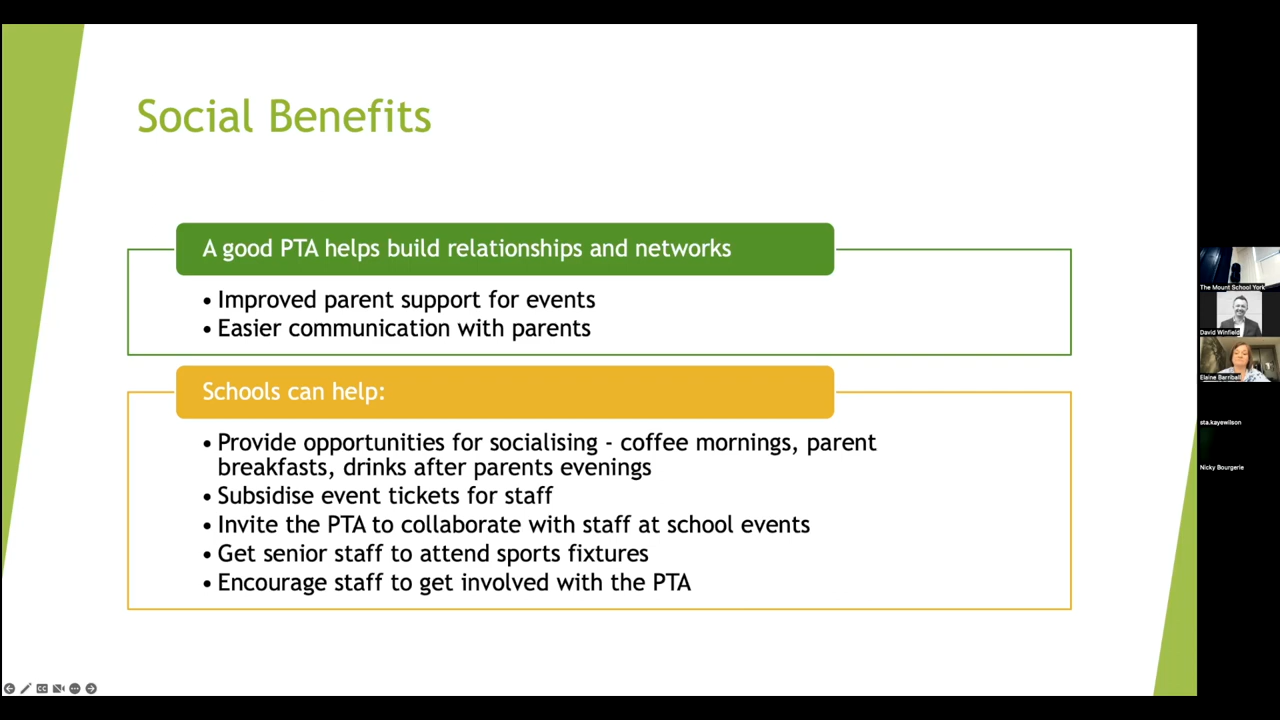 Social Benefits
A good PTA helps build relationships and networks
• Improved parent support for events
• Easier communication with parents
Schools can help:
• Provide opportunities for socialising - coffee mornings, parent
breakfasts, drinks after parents evenings
• Subsidise event tickets for staff
• Invite the PTA to collaborate with staff at school events
• Get senior staff to attend sports fixtures
• Encourage staff to get involved with the PTA
The Mount School York
David Winfield
Elaine Barriball
sta.kayewilson
Nicky Bourgerie
CC